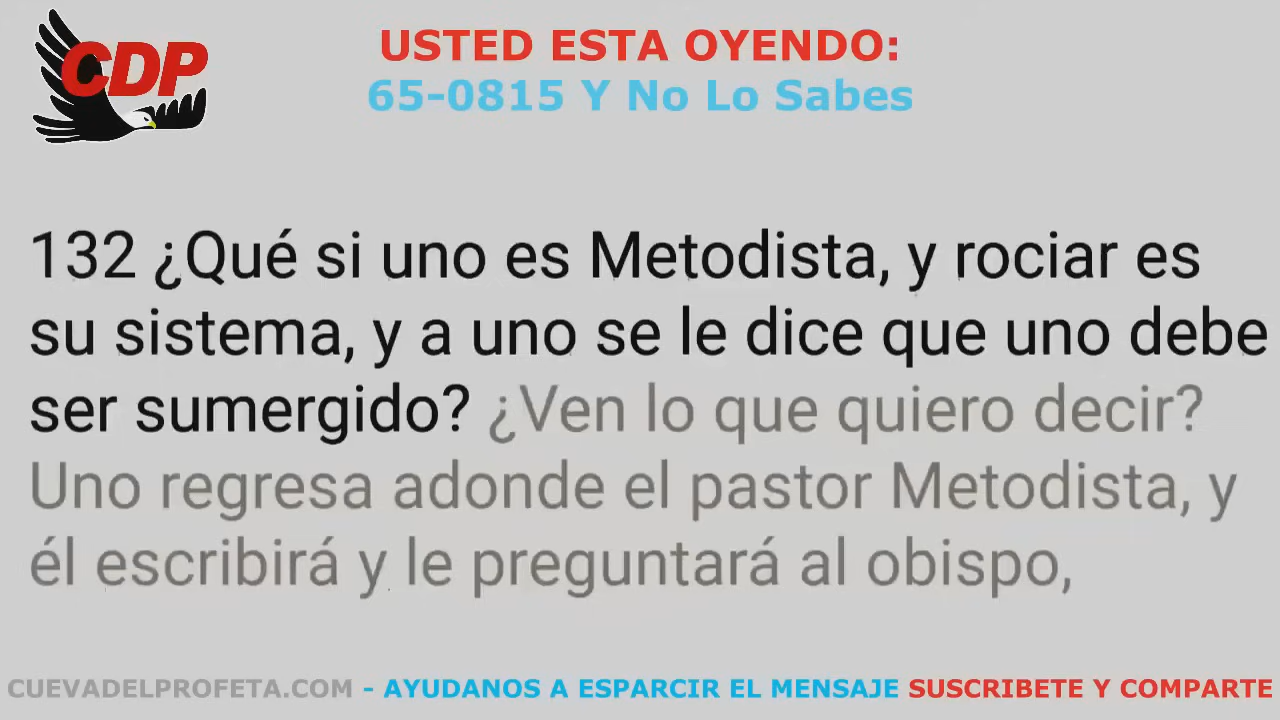 CDP
USTED ESTA OYENDO:
65-0815 Y No Lo Sabes
132 ¿Qué si uno es Metodista, y rociar es
su sistema, y a uno se le dice que uno debe
ser sumergido? ¿Ven lo que quiero decir?
Uno regresa adonde el pastor Metodista, y
él escribirá y le preguntará al obispo,
CUEVADELPROFETA.COM - AYUDANOS A ESPARCIR EL MENSAJE SUSCRIBETE Y COMPARTE